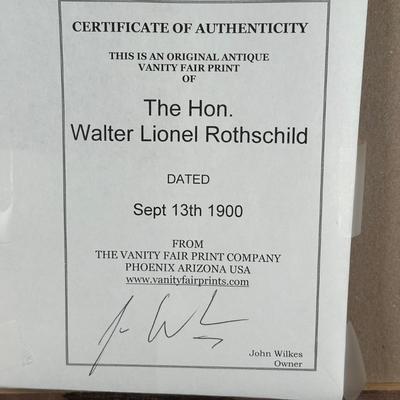 CERTIFICATE OF AUTHENTICITY
THIS IS AN ORIGINAL ANTIQUE
VANITY FAIR PRINT
OF
The Hon.
Walter Lionel Rothschild
DATED
Sept 13th 1900
FROM
THE VANITY FAIR PRINT COMPANY
PHOENIX ARIZONA USA
www.vanityfairprints.com
John Wilkes
Owner